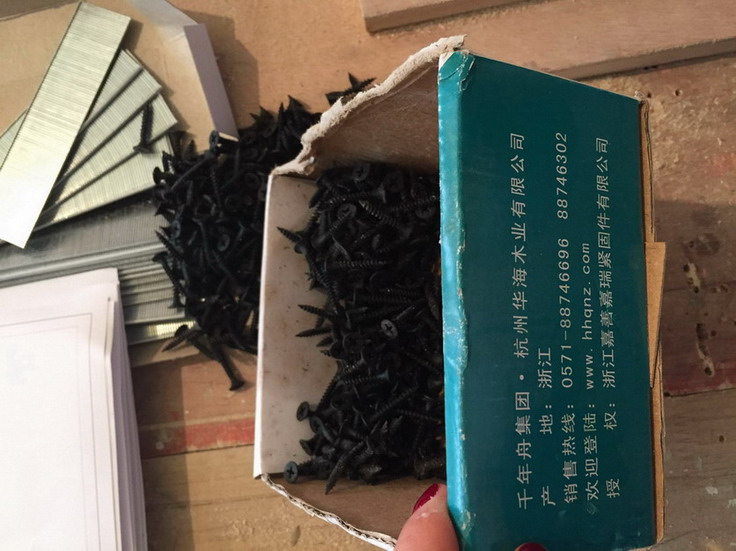 千年舟集团·杭州华海木业有限公司
产 地：浙江
销售热线：0571-88746696 88746302
欢迎登陆：www.hhqnz.com
授 权：浙江嘉善嘉瑞紧固件有限公司